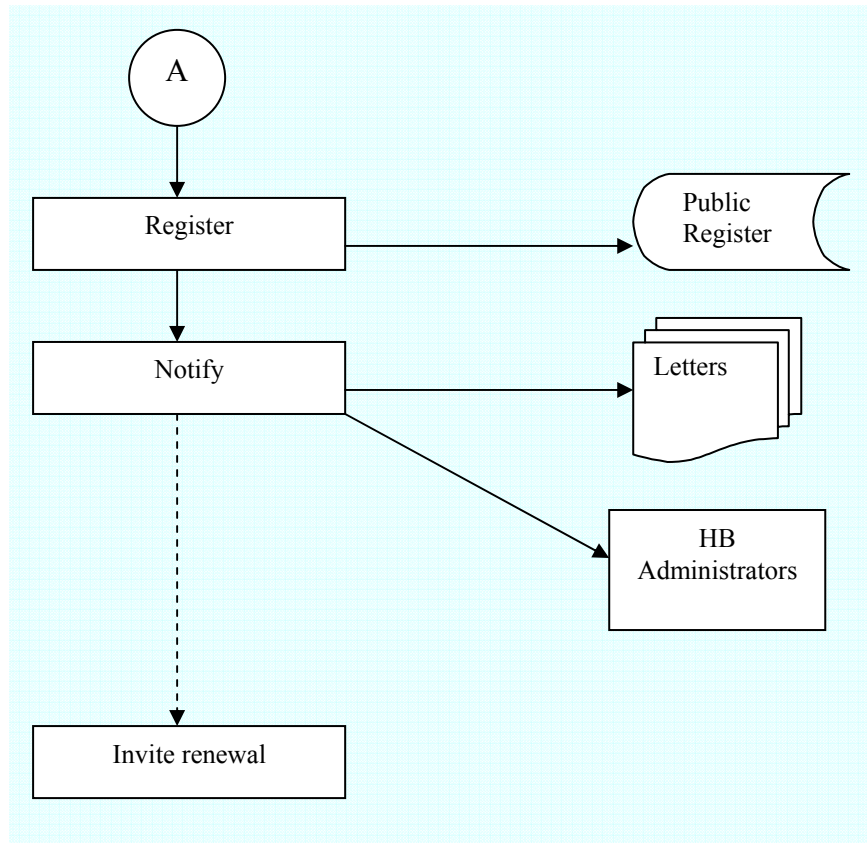 A
Register
Public
Register
Notify
Letters
HB
Administrators
Invite renewal